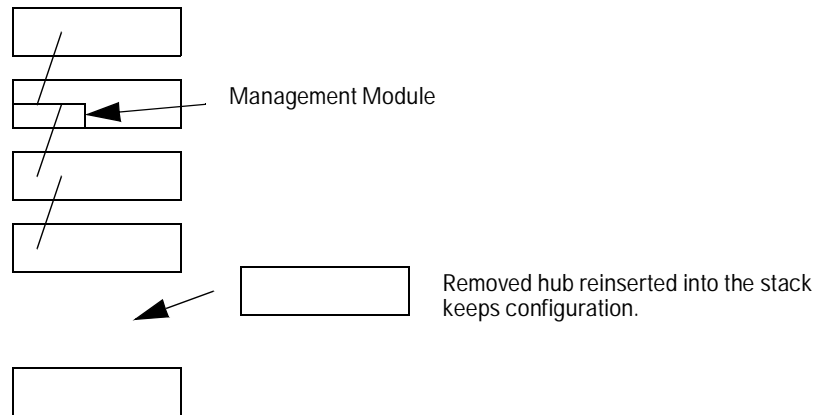 Management Module
Removed hub reinserted into the stack
keeps configuration.